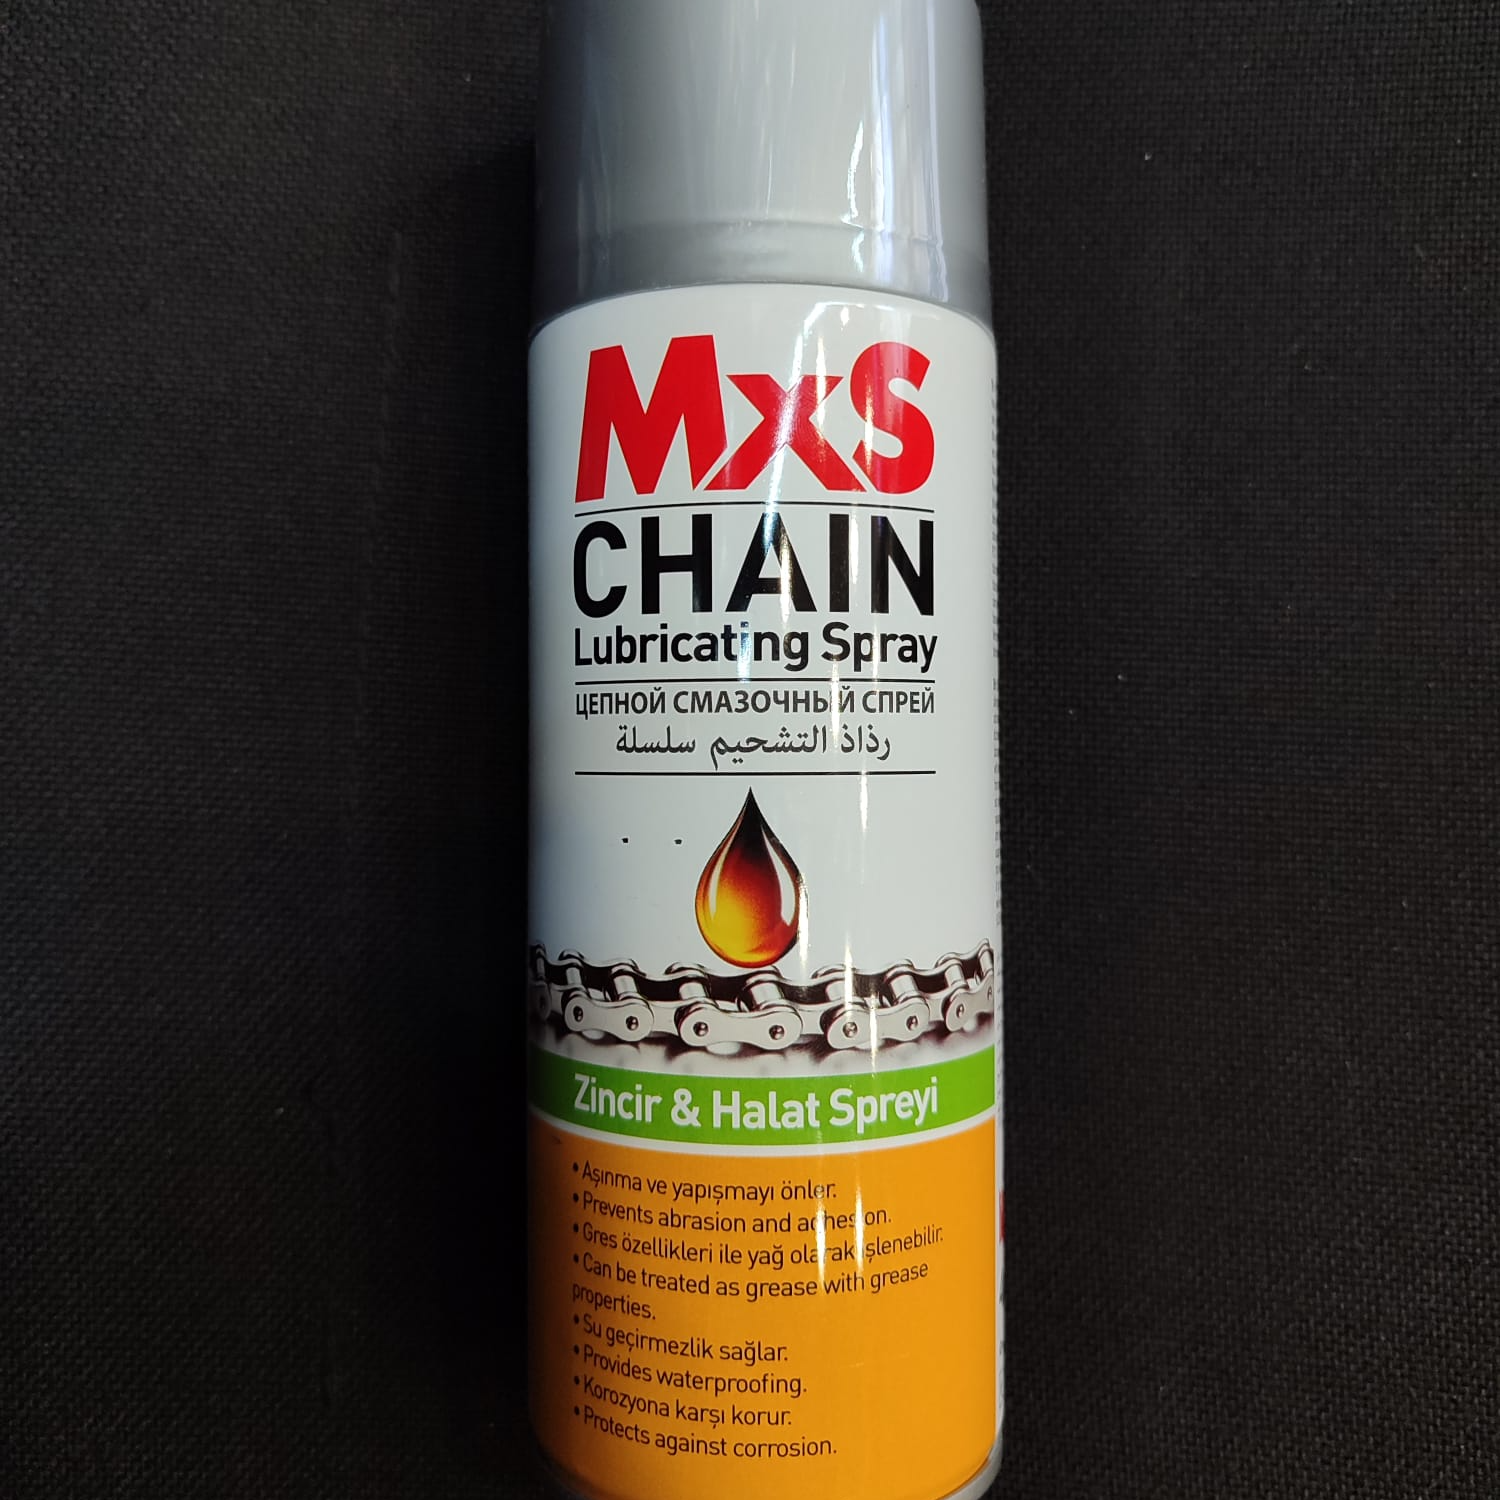 MxS
CHAIN
Lubricating Spray
ЦЕПНОЙ СМАЗОЧНЫЙ СПРЕЙ
رذاذ التشحيم سلسلة
Zincir & Halat Spreyi
• Aşınma ve yapışmayı önler.
• Prevents abrasion and adhesion.
• Gres özellikleri ile yağ olarak işlenebilir.
• Can be treated as grease with grease
properties.
• Su geçirmezlik sağlar.
• Provides waterproofing.
• Korozyona karşı korur.
• Protects against corrosion.